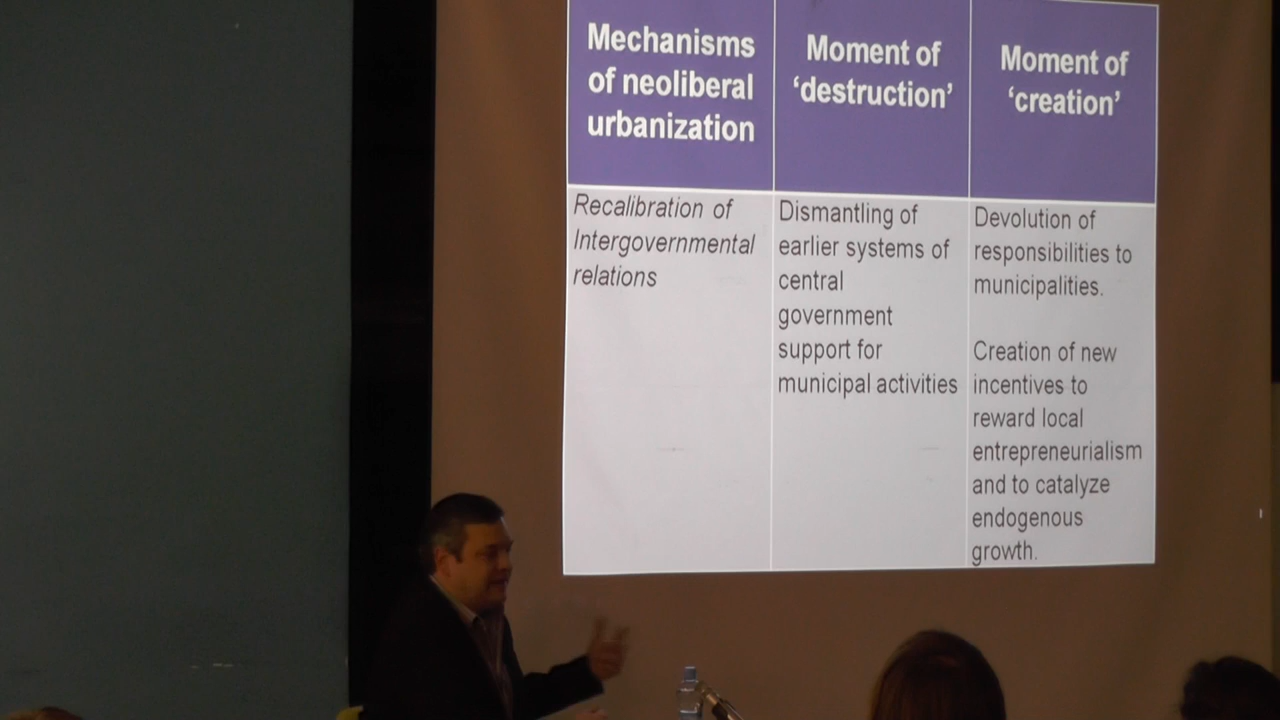 Mechanisms
of neoliberal
urbanization
Moment of
‘destruction’
Moment of
‘creation’
Recalibration of
Intergovernmental
relations
Dismantling of
earlier systems of
central
government
support for
municipal activities
Devolution of
responsibilities to
municipalities.
Creation of new
incentives to
reward local
entrepreneurialism
and to catalyze
endogenous
growth.